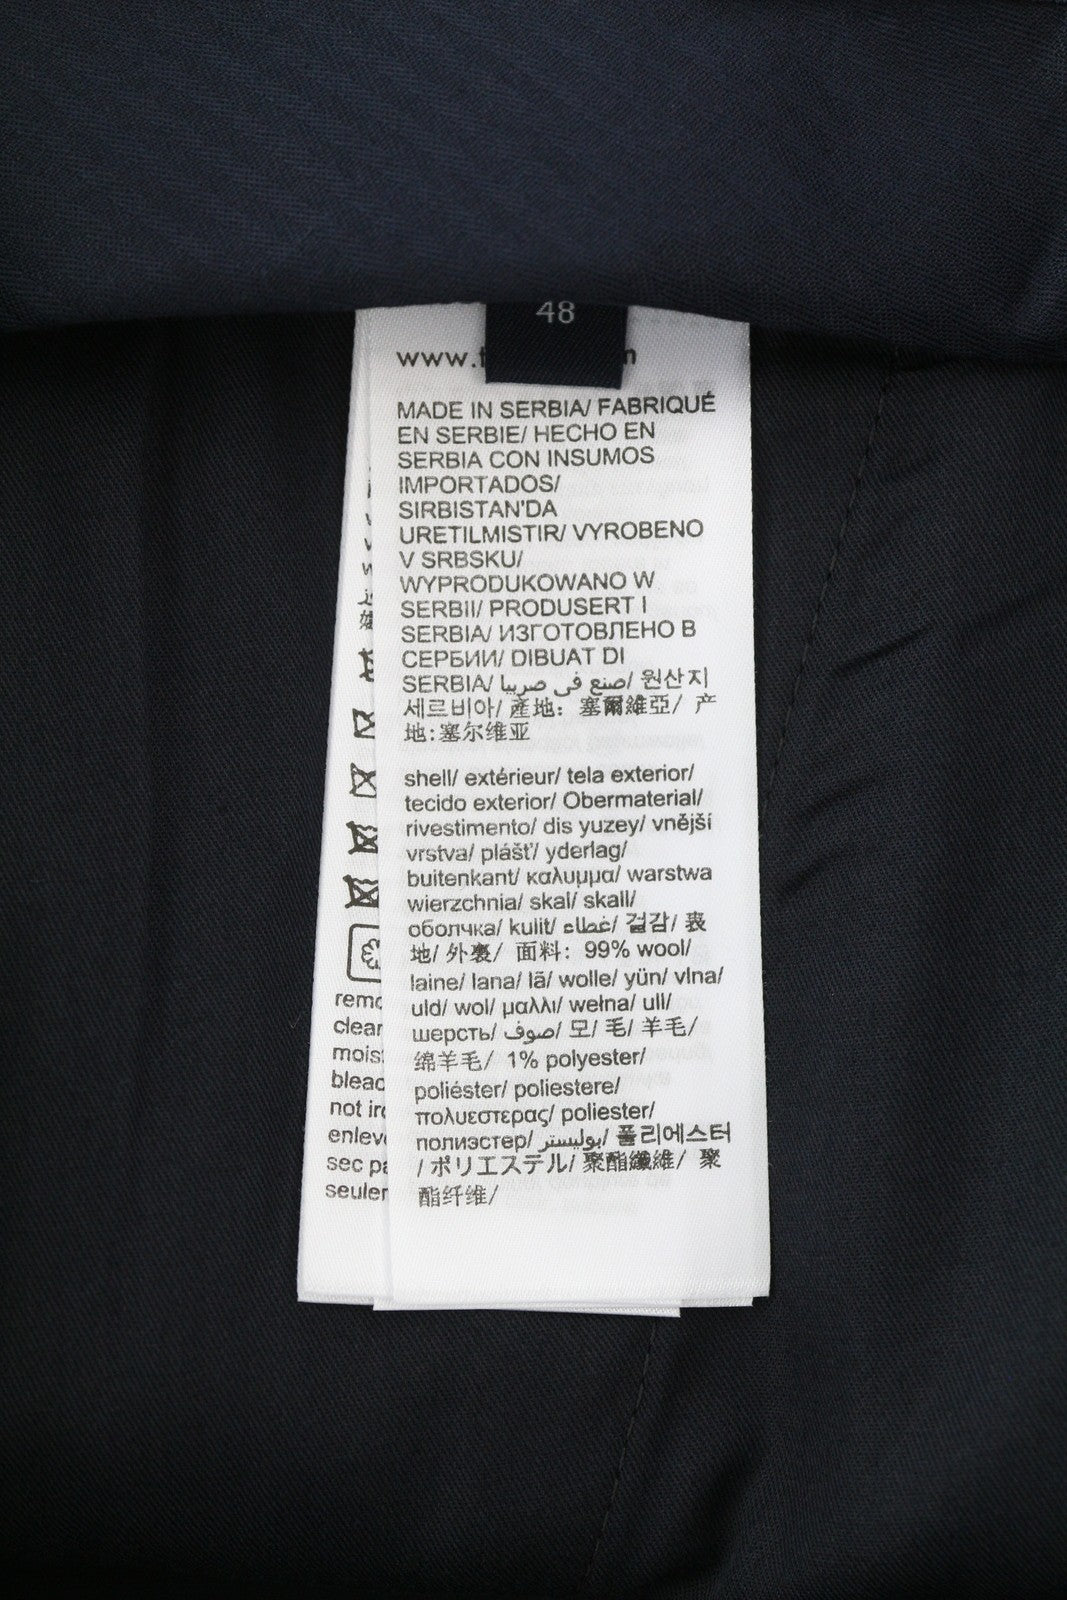 48
www.
MADE IN SERBIA/ FABRIQUÉ
EN SERBIE/ HECHO EN
SERBIA CON INSUMOS
IMPORTADOS/
SIRBISTAN'DA
URETILMISTIR/ VYROBENO
V SRBSKU/
WYPRODUKOWANO W
SERBII/ PRODUSERT I
SERBIA/ ИЗГОТОВЛЕНО В
СЕРБИИ/ DIBUAT DI
SERBIA/ صنع في صربيا/ 원산지
세르비아/ 產地: 塞爾維亞/ 产
地:塞尔维亚
shell/ extérieur/ tela exterior/
tecido exterior/ Obermaterial/
rivestimento/ dis yuzey/ vnější
vrstva/ plášť/ yderlag/
buitenkant/ καλυμμα/ warstwa
wierzchnia/ skal/ skall/
оболчка/ kulit/ غطاء/ 겉감/ 表
地/ 外裏/ 面料: 99% wool/
laine/ lana/ lã/ wolle/ yün/ vlna/
uld/ wol/ μαλλι/ wełna/ ull/
шерсть/ صوف/ 모/ 毛/ 羊毛/
绵羊毛/ 1% polyester/
poliéster/ poliestere/
πολυεστερας/ poliester/
полиэстер/ بوليستر/ 폴리에스터
/ ポリエステル/ 聚酯纖維/ 聚
酯纤维/
remo
clear
mois
bleac
not iro
enlev
sec pa
seuler